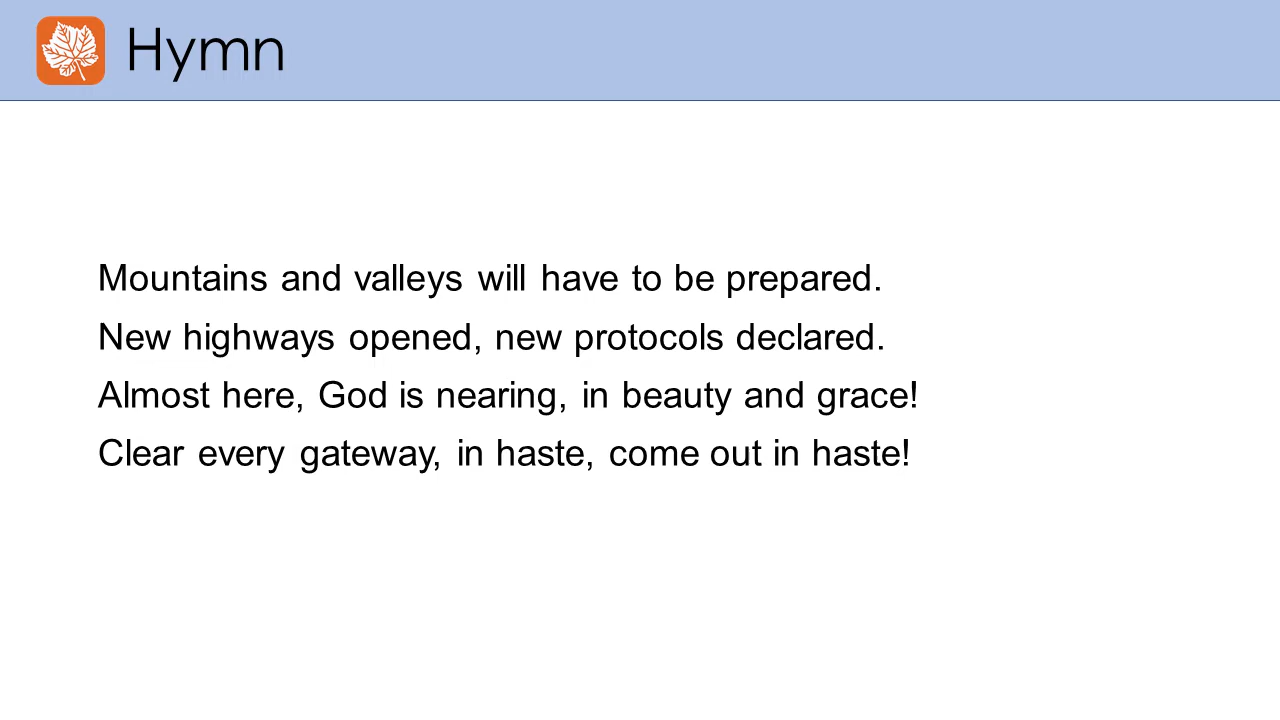 Hymn
Mountains and valleys will have to be prepared.
New highways opened, new protocols declared.
Almost here, God is nearing, in beauty and grace!
Clear every gateway, in haste, come out in haste!